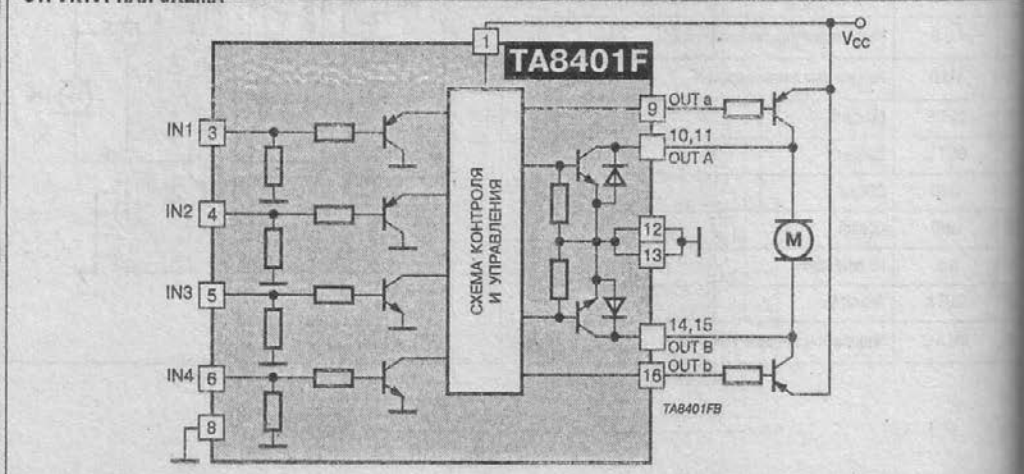 1
V_CC
TA8401F
IN1 3
IN2 4
IN3 5
IN4 6
8
СХЕМА КОНТРОЛЯ
И УПРАВЛЕНИЯ
9 OUT a
10,11
OUT A
12
13
M
14,15
OUT B
16 OUT b
TA8401FB